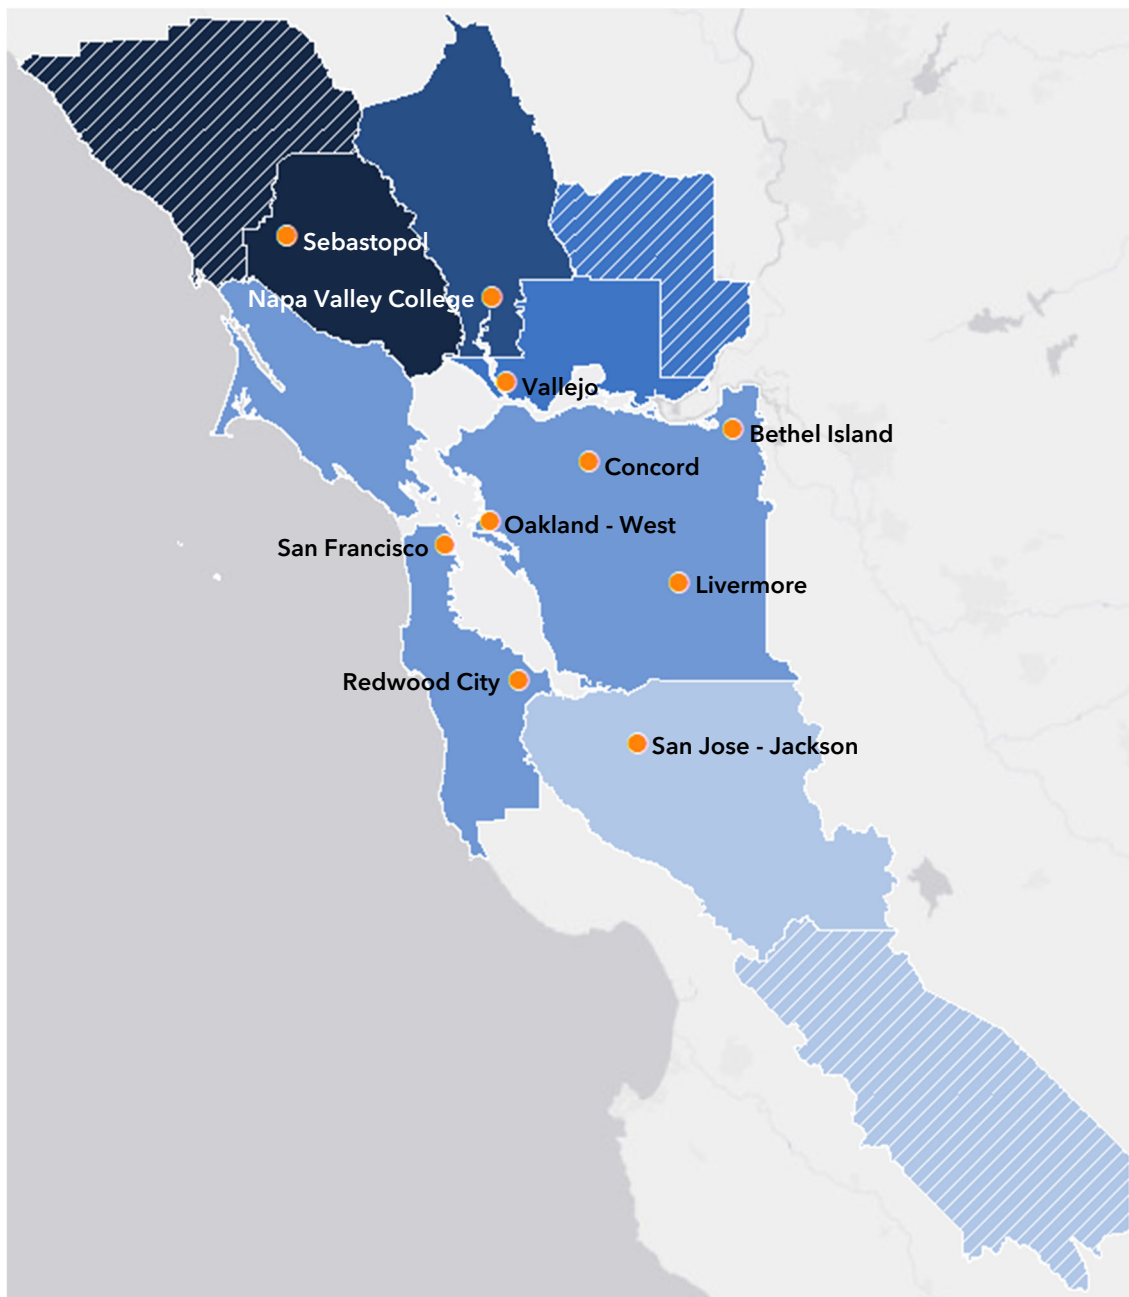 Sebastopol
Napa Valley College
Vallejo
Bethel Island
Concord
Oakland - West
San Francisco
Livermore
Redwood City
San Jose - Jackson